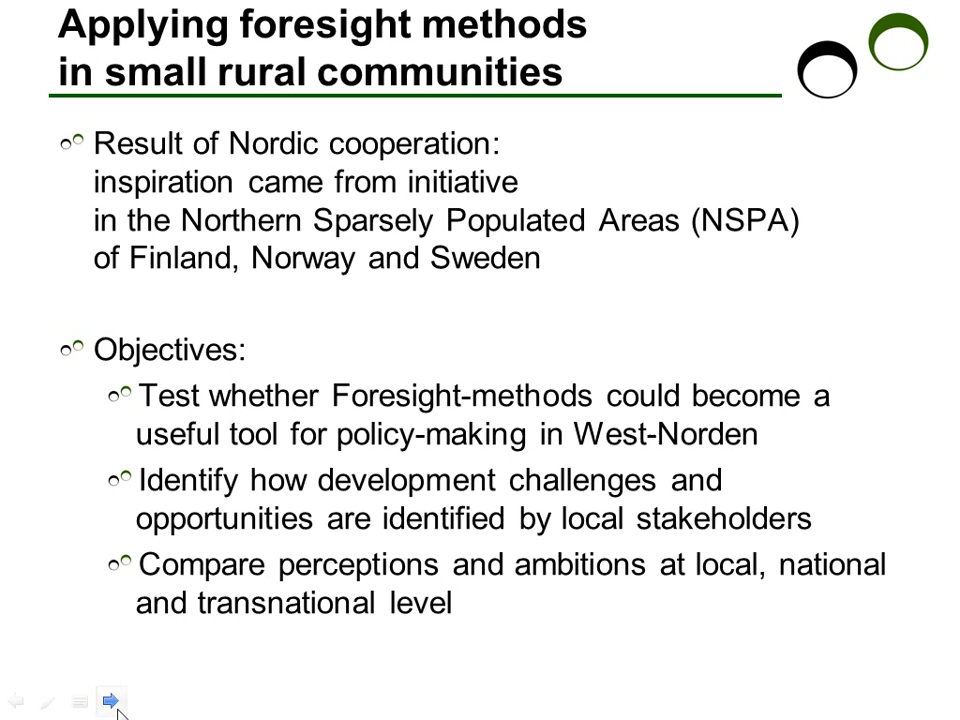 Applying foresight methods
in small rural communities
Result of Nordic cooperation:
inspiration came from initiative
in the Northern Sparsely Populated Areas (NSPA)
of Finland, Norway and Sweden
Objectives:
Test whether Foresight-methods could become a
useful tool for policy-making in West-Norden
Identify how development challenges and
opportunities are identified by local stakeholders
Compare perceptions and ambitions at local, national
and transnational level